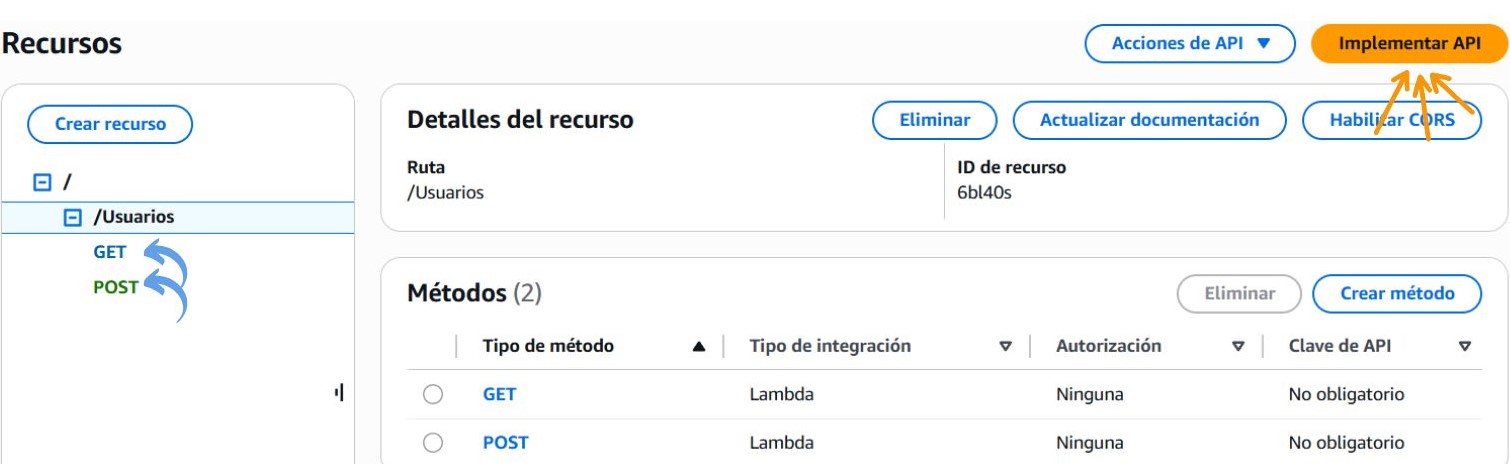 Recursos
Acciones de API
Implementar API
Crear recurso
/
/Usuarios
GET
POST
Detalles del recurso
Eliminar
Actualizar documentación
Habilitar CORS
Ruta
/Usuarios
ID de recurso
6bl40s
Métodos (2)
Eliminar
Crear método
Tipo de método
Tipo de integración
Autorización
Clave de API
GET
Lambda
Ninguna
No obligatorio
POST
Lambda
Ninguna
No obligatorio